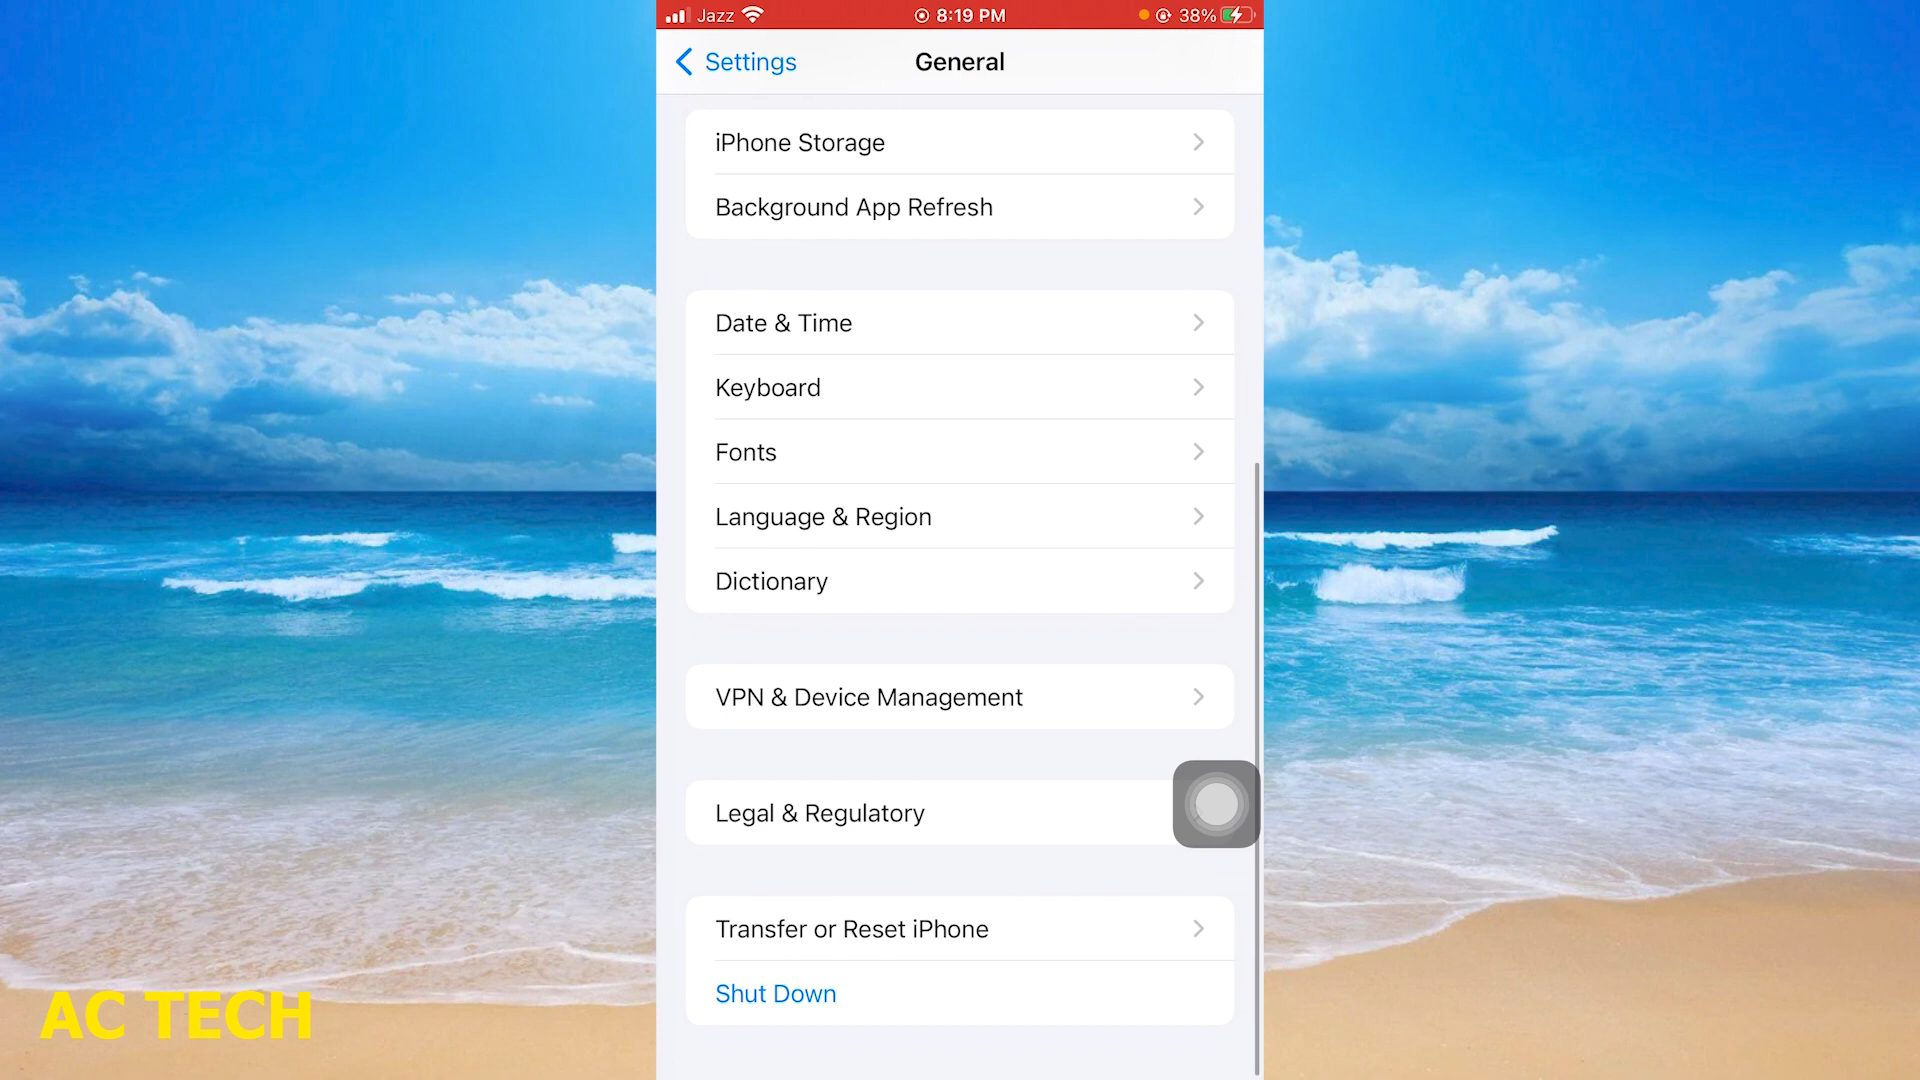 Jazz 8:19 PM 38%
Settings General
iPhone Storage
Background App Refresh
Date & Time
Keyboard
Fonts
Language & Region
Dictionary
VPN & Device Management
Legal & Regulatory
Transfer or Reset iPhone
Shut Down
AC TECH